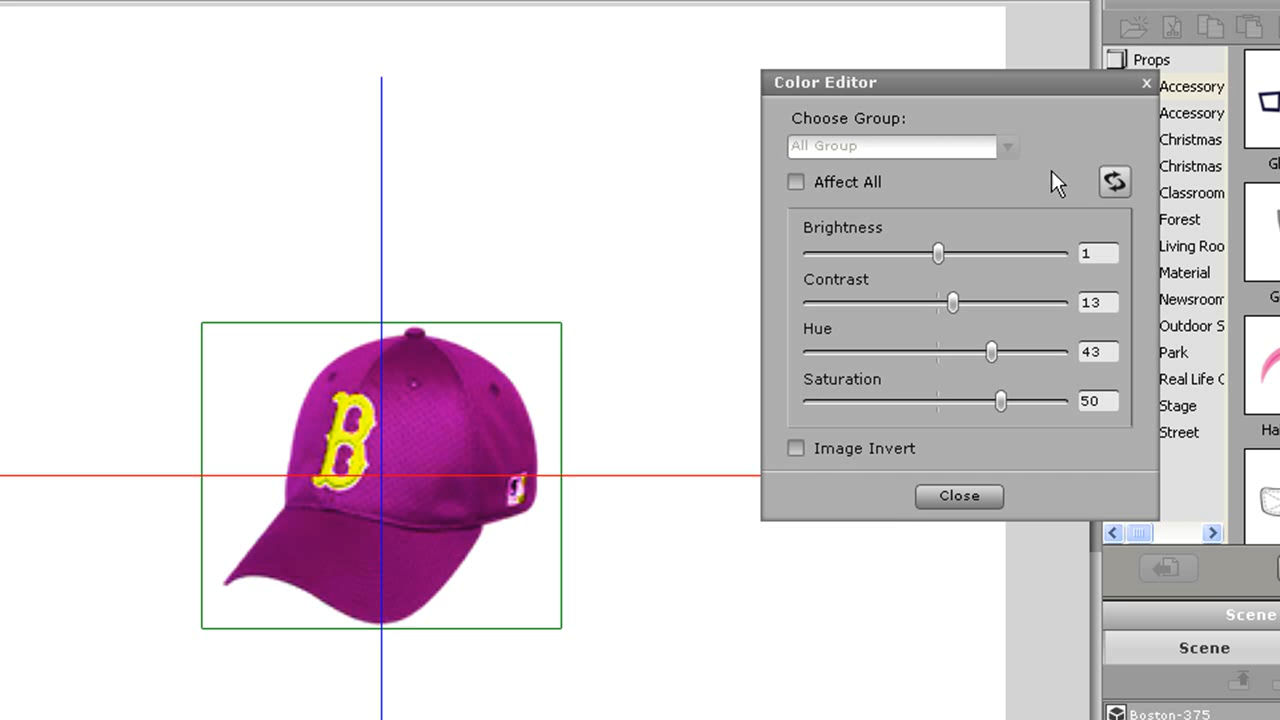 Color Editor
x
Choose Group:
All Group
Affect All
Brightness
1
Contrast
13
Hue
43
Saturation
50
Image Invert
Close
B
Props
Accessory
Accessory
Christmas
Christmas
Classroom
Forest
Living Roo
Material
Newsroom
Outdoor S
Park
Real Life C
Stage
Street
Gl
G
Ha
Scene
Scene
Boston-375